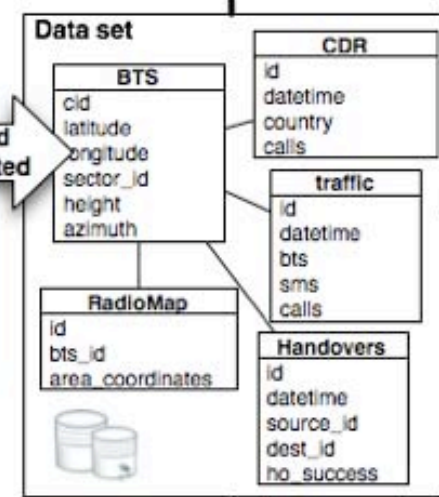 Data set
BTS
cid
latitude
longitude
sector_id
height
azimuth
CDR
id
datetime
country
calls
traffic
id
datetime
bts
sms
calls
RadioMap
id
bts_id
area_coordinates
Handovers
id
datetime
source_id
dest_id
ho_success